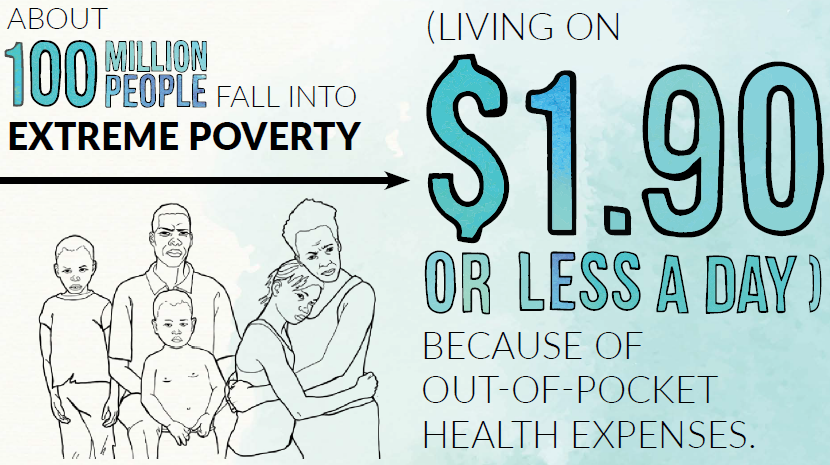 ABOUT
100 MILLION PEOPLE FALL INTO
EXTREME POVERTY
(LIVING ON
$1.90
OR LESS A DAY)
BECAUSE OF
OUT-OF-POCKET
HEALTH EXPENSES.